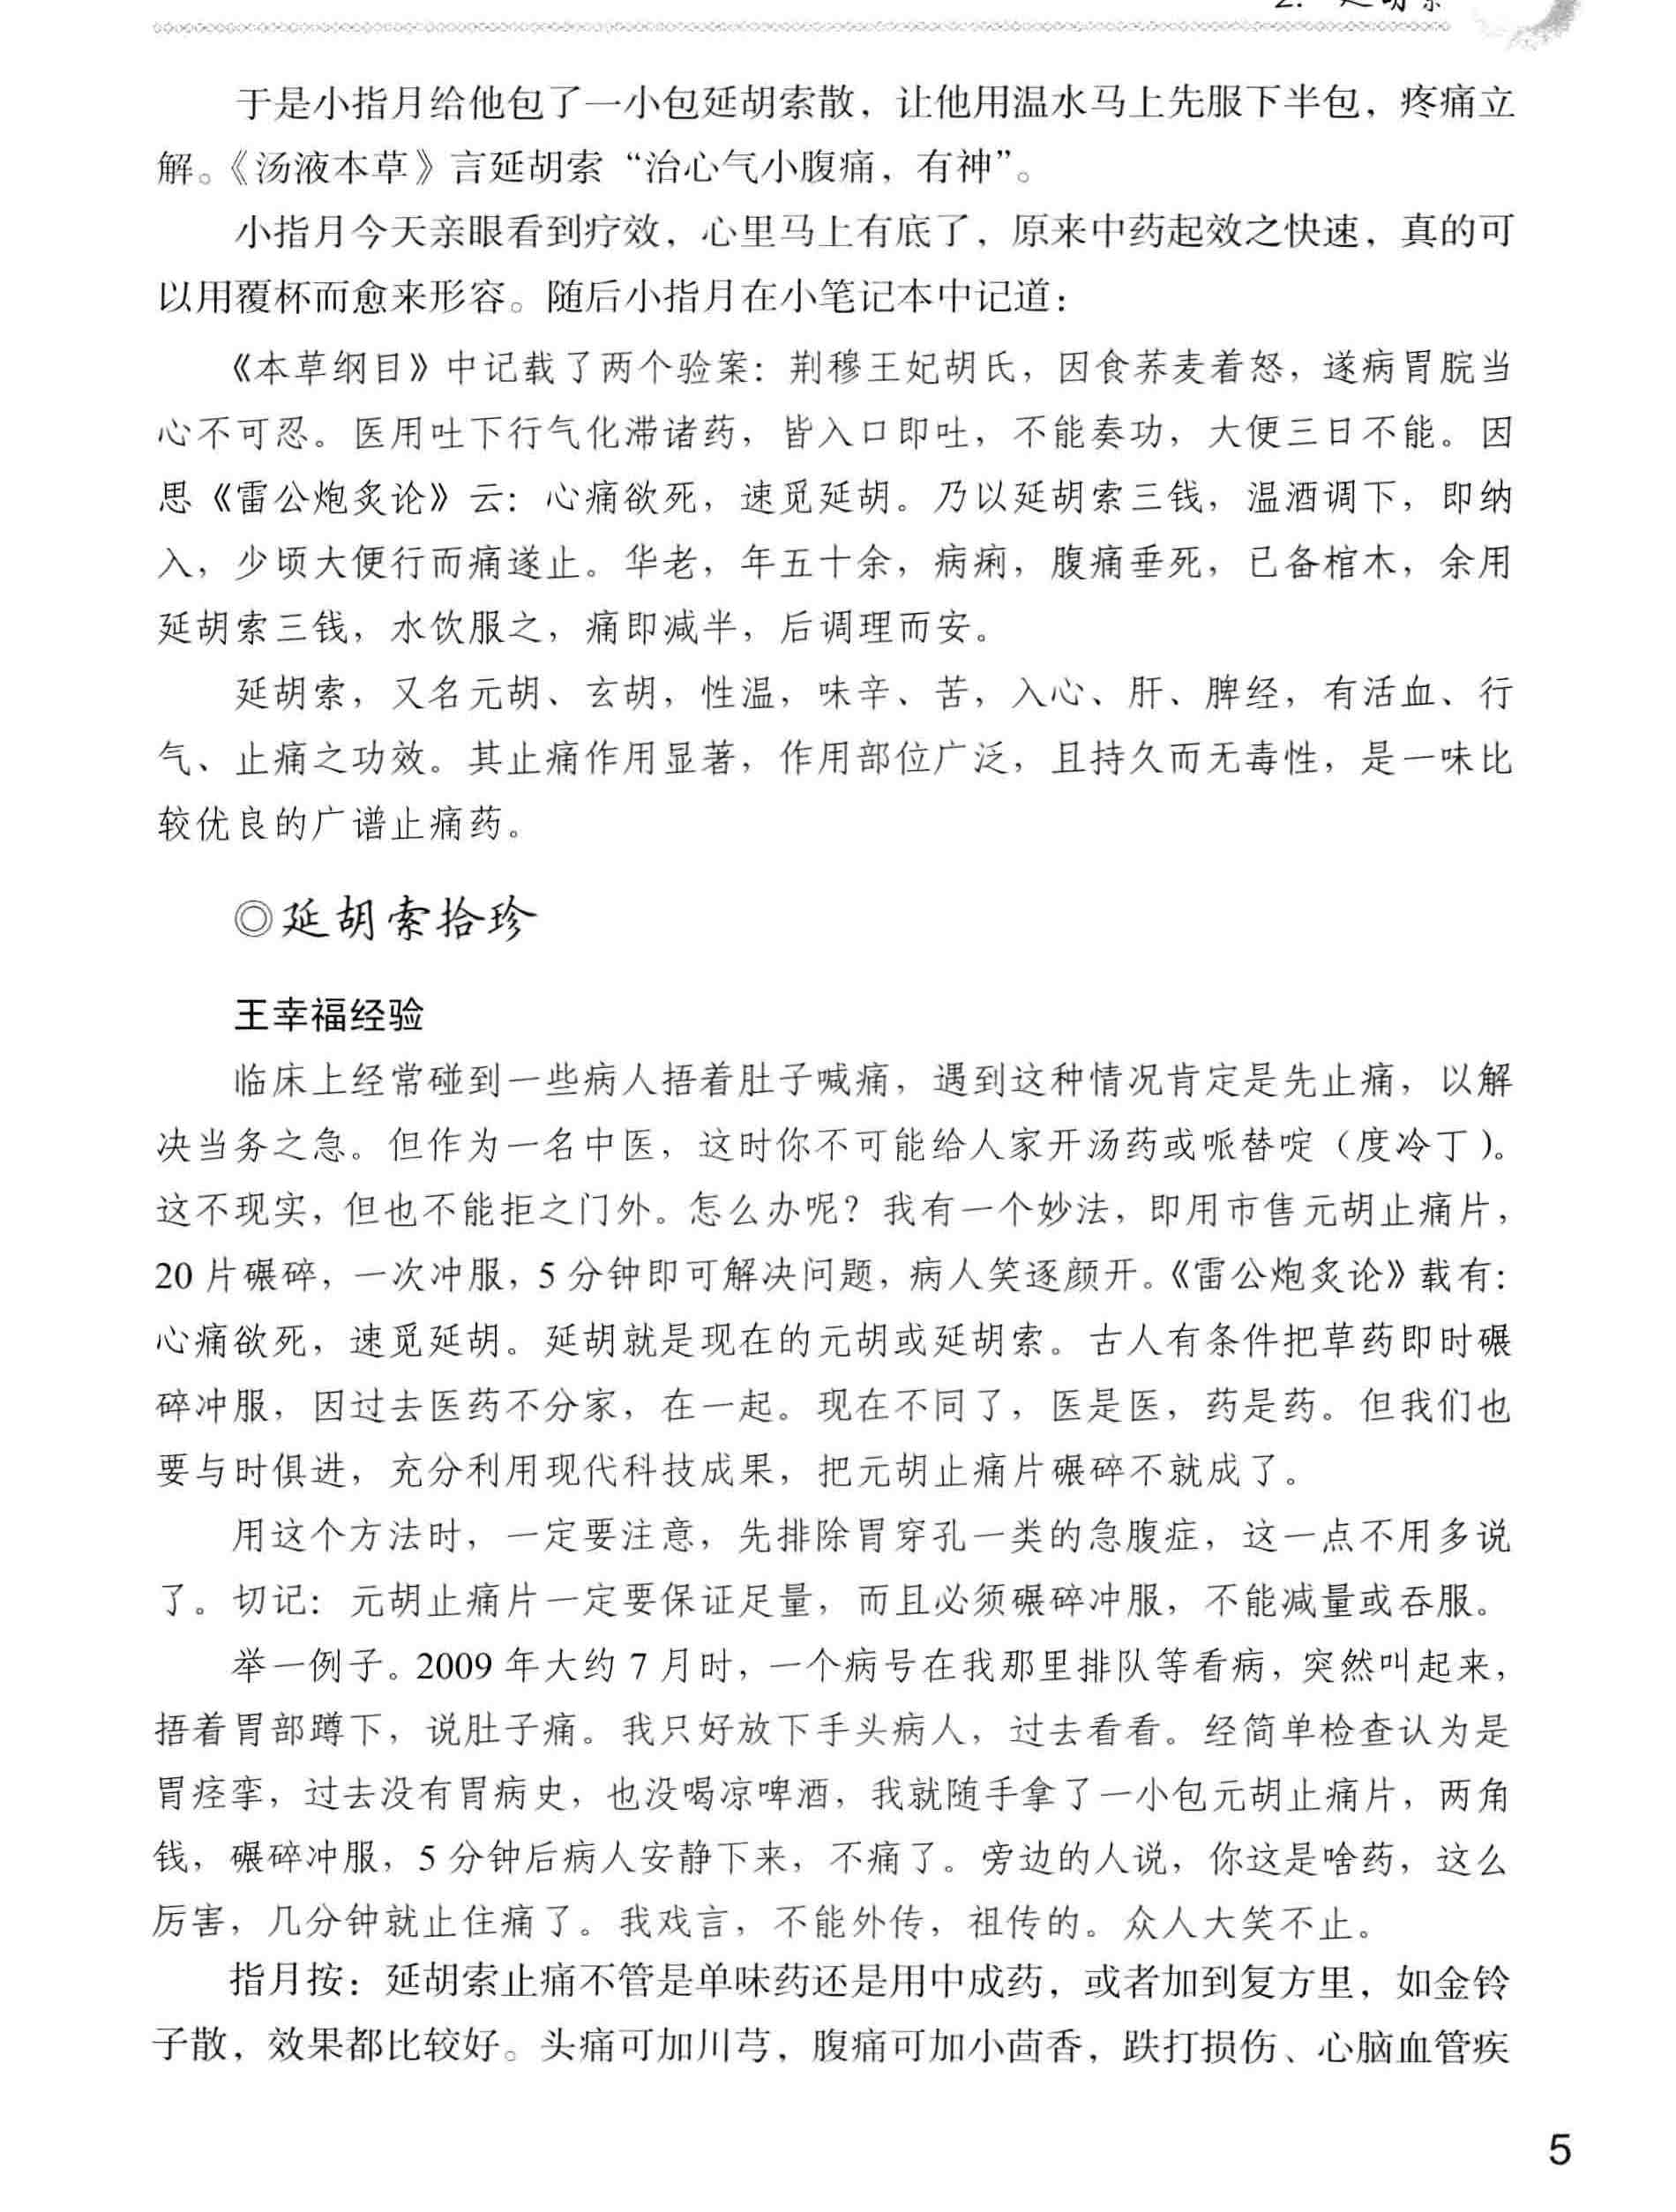 2. 延胡索
于是小指月给他包了一小包延胡索散，让他用温水马上先服下半包，疼痛立
解。《汤液本草》言延胡索“治心气小腹痛，有神”。
小指月今天亲眼看到疗效，心里马上有底了，原来中药起效之快速，真的可
以用覆杯而愈来形容。随后小指月在小笔记本中记道：
《本草纲目》中记载了两个验案：荆穆王妃胡氏，因食荞麦着怒，遂病胃脘当
心不可忍。医用吐下行气化滞诸药，皆入口即吐，不能奏功，大便三日不能。因
思《雷公炮炙论》云：心痛欲死，速觅延胡。乃以延胡索三钱，温酒调下，即纳
入，少顷大便行而痛遂止。华老，年五十余，病痢，腹痛垂死，已备棺木，余用
延胡索三钱，水饮服之，痛即减半，后调理而安。
延胡索，又名元胡、玄胡，性温，味辛、苦，入心、肝、脾经，有活血、行
气、止痛之功效。其止痛作用显著，作用部位广泛，且持久而无毒性，是一味比
较优良的广谱止痛药。
◎延胡索拾珍
王幸福经验
临床上经常碰到一些病人捂着肚子喊痛，遇到这种情况肯定是先止痛，以解
决当务之急。但作为一名中医，这时你不可能给人家开汤药或哌替啶（度冷丁）。
这不现实，但也不能拒之门外。怎么办呢？我有一个妙法，即用市售元胡止痛片，
20 片碾碎，一次冲服，5 分钟即可解决问题，病人笑逐颜开。《雷公炮炙论》载有：
心痛欲死，速觅延胡。延胡就是现在的元胡或延胡索。古人有条件把草药即时碾
碎冲服，因过去医药不分家，在一起。现在不同了，医是医，药是药。但我们也
要与时俱进，充分利用现代科技成果，把元胡止痛片碾碎不就成了。
用这个方法时，一定要注意，先排除胃穿孔一类的急腹症，这一点不用多说
了。切记：元胡止痛片一定要保证足量，而且必须碾碎冲服，不能减量或吞服。
举一例子。2009 年大约 7 月时，一个病号在我那里排队等看病，突然叫起来，
捂着胃部蹲下，说肚子痛。我只好放下手头病人，过去看看。经简单检查认为是
胃痉挛，过去没有胃病史，也没喝凉啤酒，我就随手拿了一小包元胡止痛片，两角
钱，碾碎冲服，5 分钟后病人安静下来，不痛了。旁边的人说，你这是啥药，这么
厉害，几分钟就止住痛了。我戏言，不能外传，祖传的。众人大笑不止。
指月按：延胡索止痛不管是单味药还是用中成药，或者加到复方里，如金铃
子散，效果都比较好。头痛可加川芎，腹痛可加小茴香，跌打损伤、心脑血管疾
5